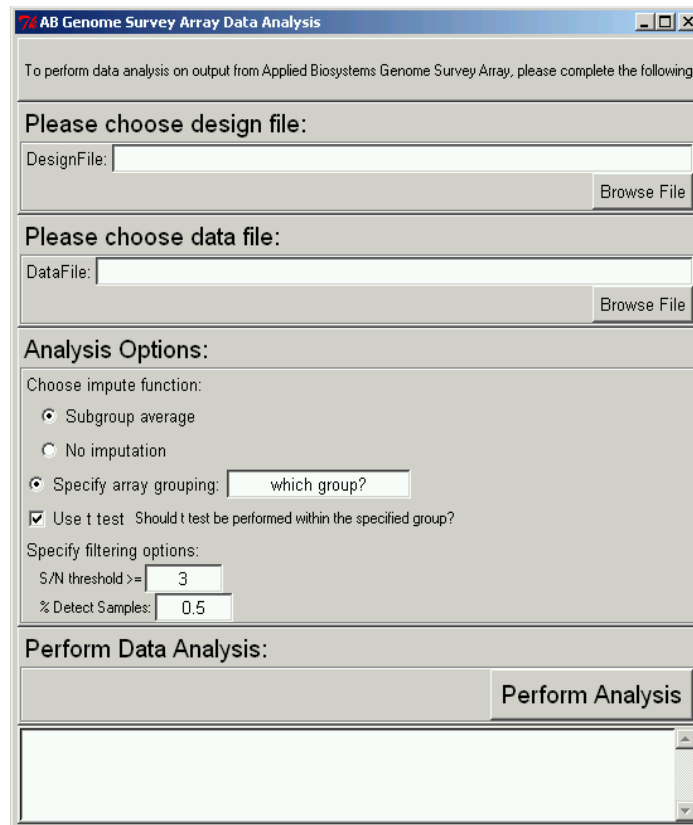 AB Genome Survey Array Data Analysis
To perform data analysis on output from Applied Biosystems Genome Survey Array, please complete the following
Please choose design file:
DesignFile:
Browse File
Please choose data file:
DataFile:
Browse File
Analysis Options:
Choose impute function:
Subgroup average
No imputation
Specify array grouping: which group?
Use t test Should t test be performed within the specified group?
Specify filtering options:
S/N threshold >= 3
% Detect Samples: 0.5
Perform Data Analysis:
Perform Analysis